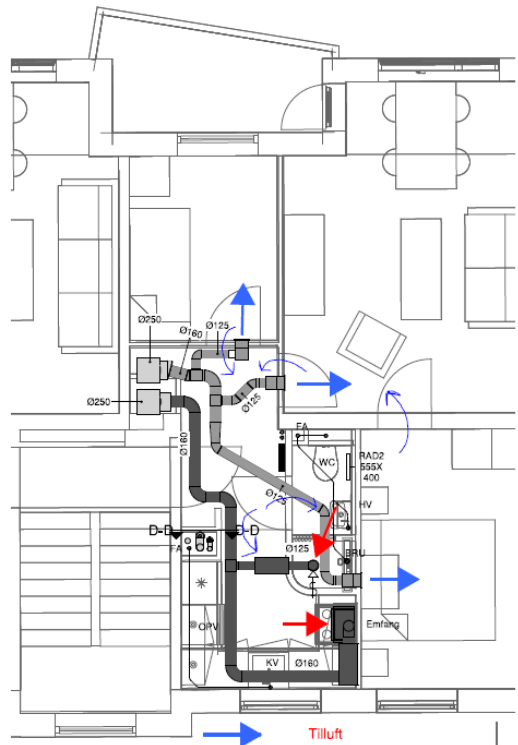 Ø250
Ø160
Ø125
Ø250
Ø125
Ø160
FA
WC
RAD2
555X
400
Ø125
HV
D
D
FA
Ø125
BRU
OPV
Emfang
KV
Ø160
Tilluft